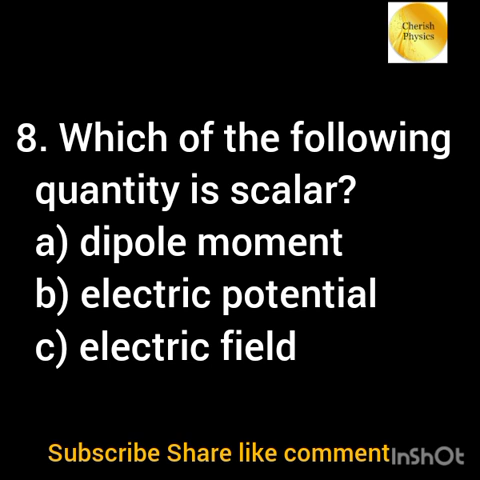 Cherish
Physics
8. Which of the following
quantity is scalar?
a) dipole moment
b) electric potential
c) electric field
Subscribe Share like comment
InShOt